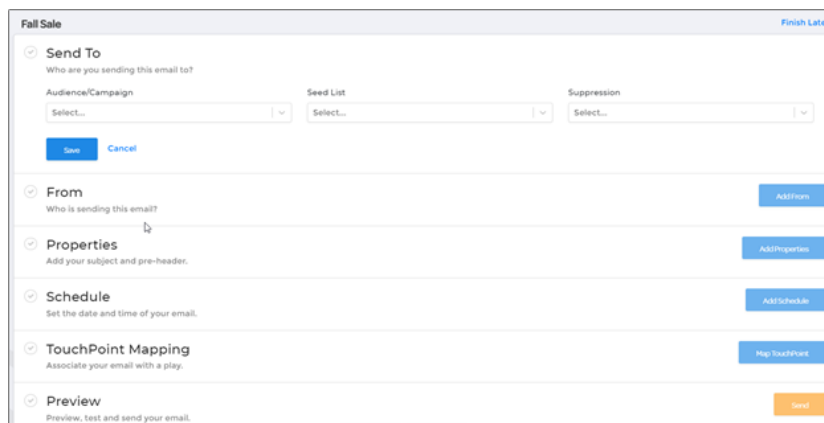 Fall Sale
Finish Late
Send To
Who are you sending this email to?
Audience/Campaign
Seed List
Suppression
Select...
Select...
Select...
Save
Cancel
From
Who is sending this email?
Add From
Properties
Add your subject and pre-header.
Add Properties
Schedule
Set the date and time of your email.
Add Schedule
TouchPoint Mapping
Associate your email with a play.
Map TouchPoint
Preview
Preview, test and send your email.
Send